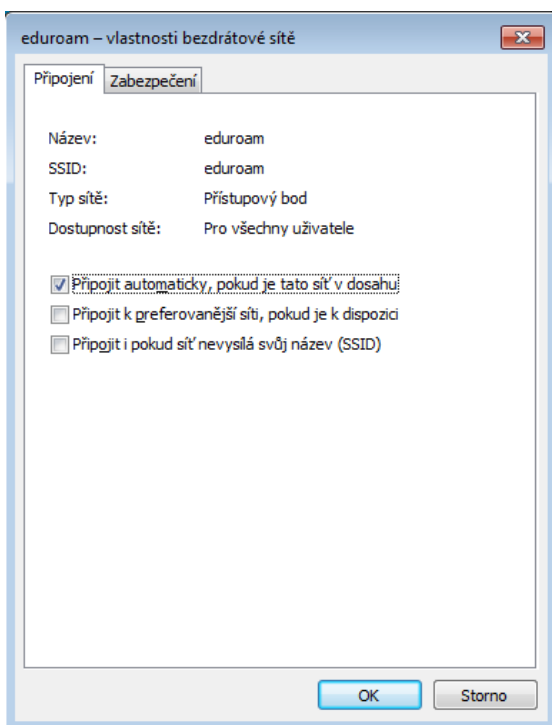 eduroam – vlastnosti bezdrátové sítě
Připojení Zabezpečení
Název: eduroam
SSID: eduroam
Typ sítě: Přístupový bod
Dostupnost sítě: Pro všechny uživatele
Připojit automaticky, pokud je tato síť v dosahu
Připojit k preferovanější síti, pokud je k dispozici
Připojit i pokud síť nevysílá svůj název (SSID)
OK Storno